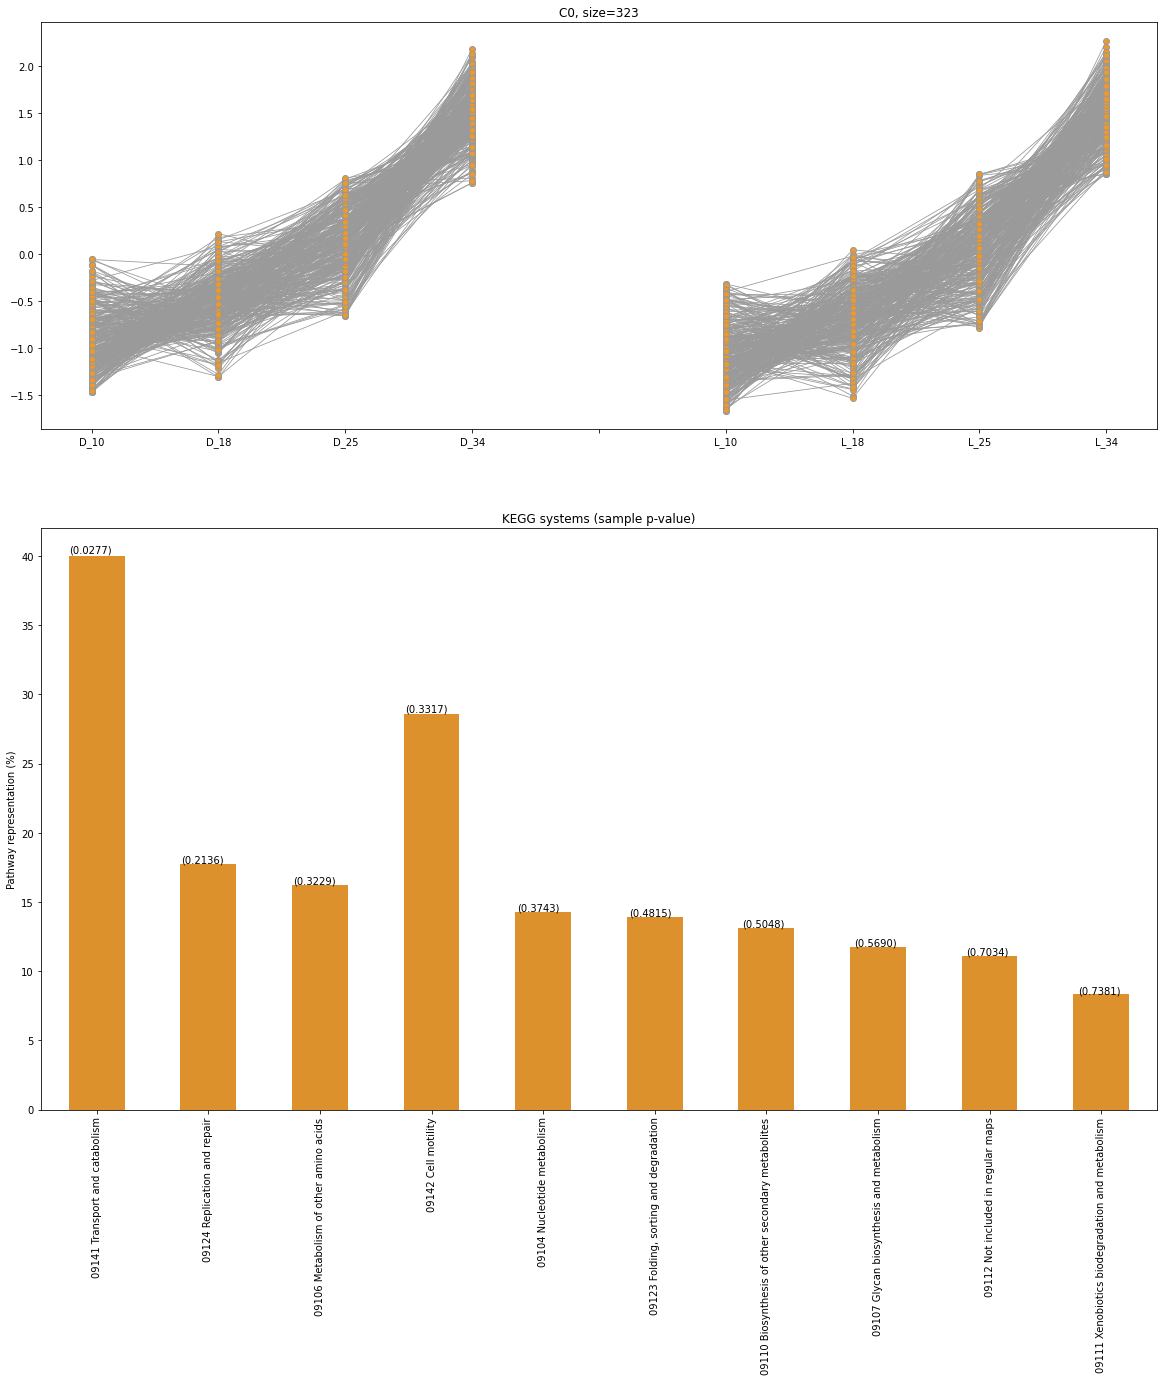 C0, size=323
2.0
1.5
1.0
0.5
0.0
−0.5
−1.0
−1.5
D_10 D_18 D_25 D_34 L_10 L_18 L_25 L_34
KEGG systems (sample p-value)
Pathway representation (%)
40
35
30
25
20
15
10
5
0
(0.0277)
(0.2136)
(0.3229)
(0.3317)
(0.3743)
(0.4815)
(0.5048)
(0.5690)
(0.7034)
(0.7381)
09141 Transport and catabolism
09124 Replication and repair
09106 Metabolism of other amino acids
09142 Cell motility
09104 Nucleotide metabolism
09123 Folding, sorting and degradation
09110 Biosynthesis of other secondary metabolites
09107 Glycan biosynthesis and metabolism
09112 Not included in regular maps
09111 Xenobiotics biodegradation and metabolism